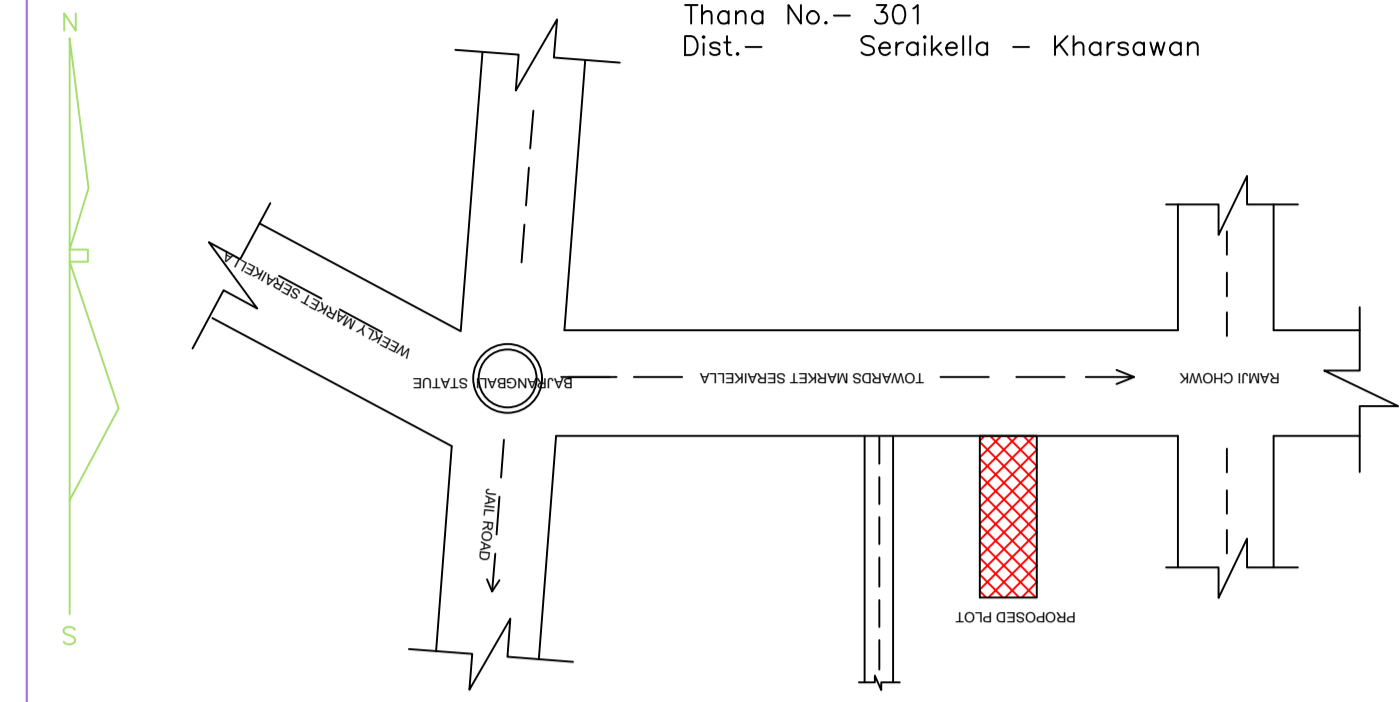 N
Thana No.- 301
Dist.- Seraikella - Kharsawan
WEEKLY MARKET SERAIKELLA
BAJRANGBALI STATUE
TOWARDS MARKET SERAIKELLA
RAMJI CHOWK
JAIL ROAD
PROPOSED PLOT
S